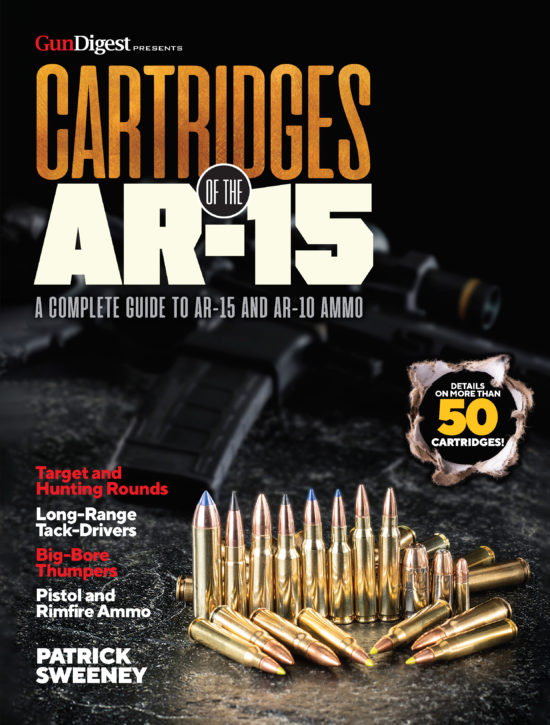 GunDigest PRESENTS
CARTRIDGES
OF THE
AR-15
A COMPLETE GUIDE TO AR-15 AND AR-10 AMMO
DETAILS
ON MORE THAN
50
CARTRIDGES!
Target and
Hunting Rounds
Long-Range
Tack-Drivers
Big-Bore
Thumpers
Pistol and
Rimfire Ammo
PATRICK
SWEENEY